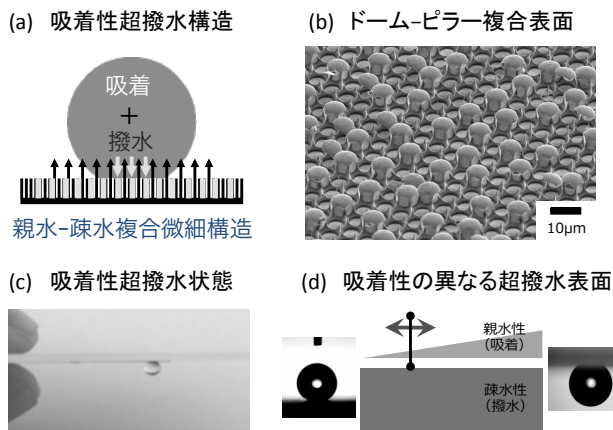 (a) 吸着性超撥水構造
吸着
+
撥水
親水-疎水複合微細構造
(b) ドーム-ピラー複合表面
10μm
(c) 吸着性超撥水状態
(d) 吸着性の異なる超撥水表面
親水性
(吸着)
疎水性
(撥水)